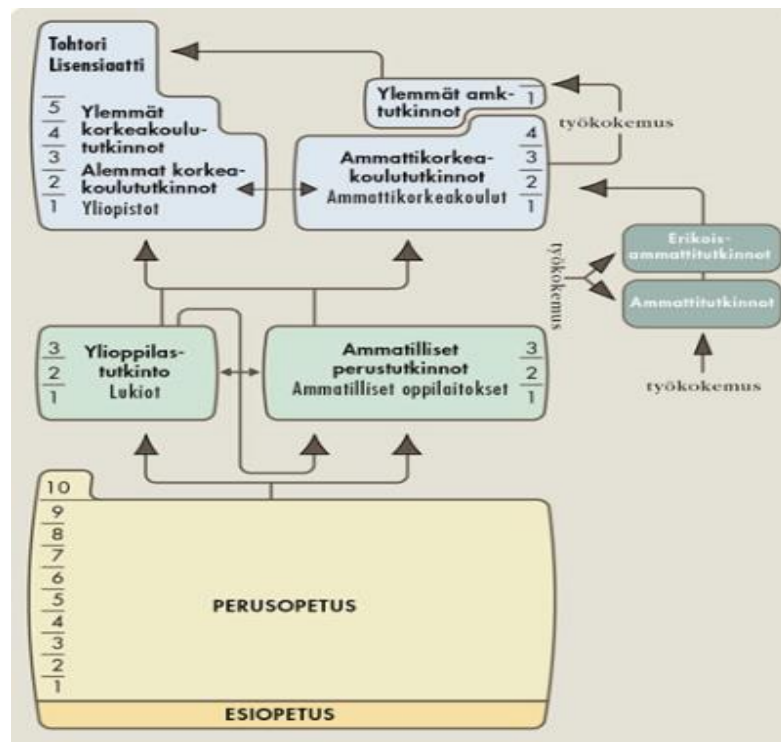 Tohtori
Lisensiaatti
5
4
3
2
1
Ylemmät
korkeakoulu-
tutkinnot
Alemmat korkea-
koulututkinnot
Yliopistot
Ylemmät amk-
tutkinnot
1
työkokemus
Ammattikorkea-
koulututkinnot
Ammattikorkeakoulut
4
3
2
1
Erikois-
ammattitutkinnot
Ammattitutkinnot
työkokemus
työkokemus
3
2
1
Ylioppilas-
tutkinto
Lukiot
Ammatilliset
perustutkinnot
Ammatilliset oppilaitokset
3
2
1
10
9
8
7
6
5
4
3
2
1
PERUSOPETUS
ESIOPETUS